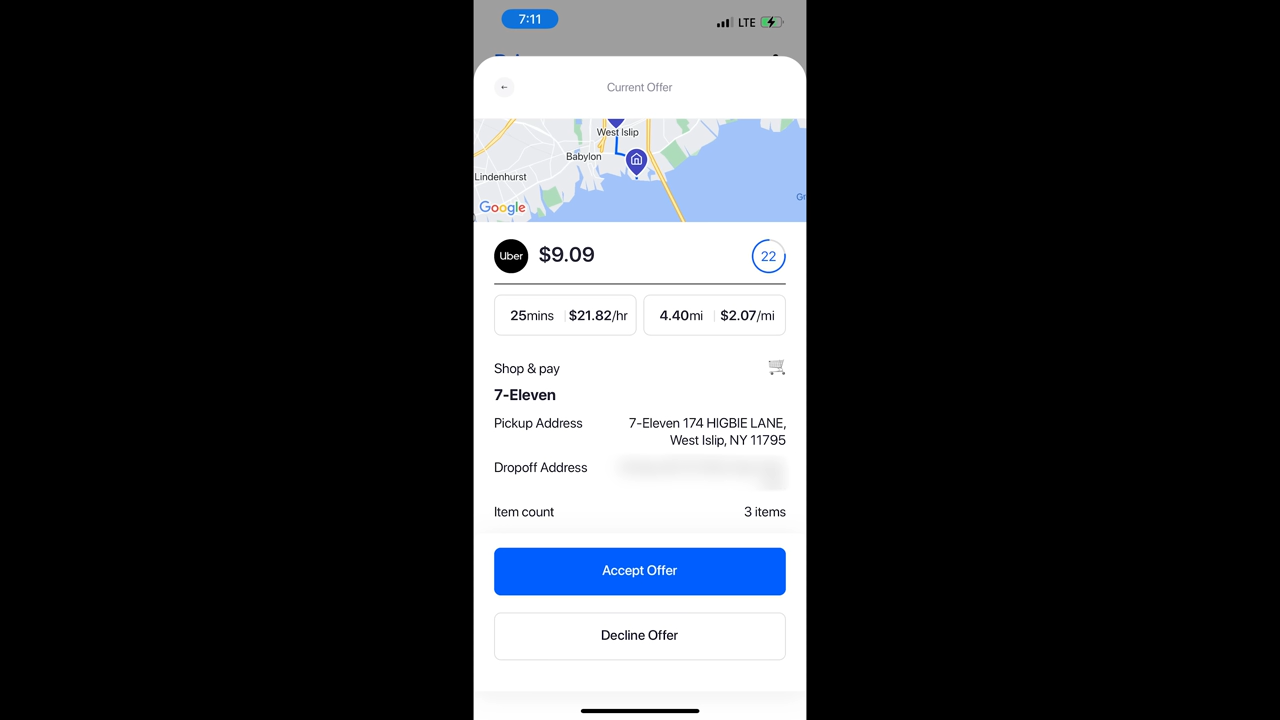 7:11
LTE
Current Offer
West Islip
Babylon
Lindenhurst
Google
Gr
Uber
$9.09
22
25mins $21.82/hr
4.40mi $2.07/mi
Shop & pay
7-Eleven
Pickup Address 7-Eleven 174 HIGBIE LANE,
West Islip, NY 11795
Dropoff Address
Item count 3 items
Accept Offer
Decline Offer